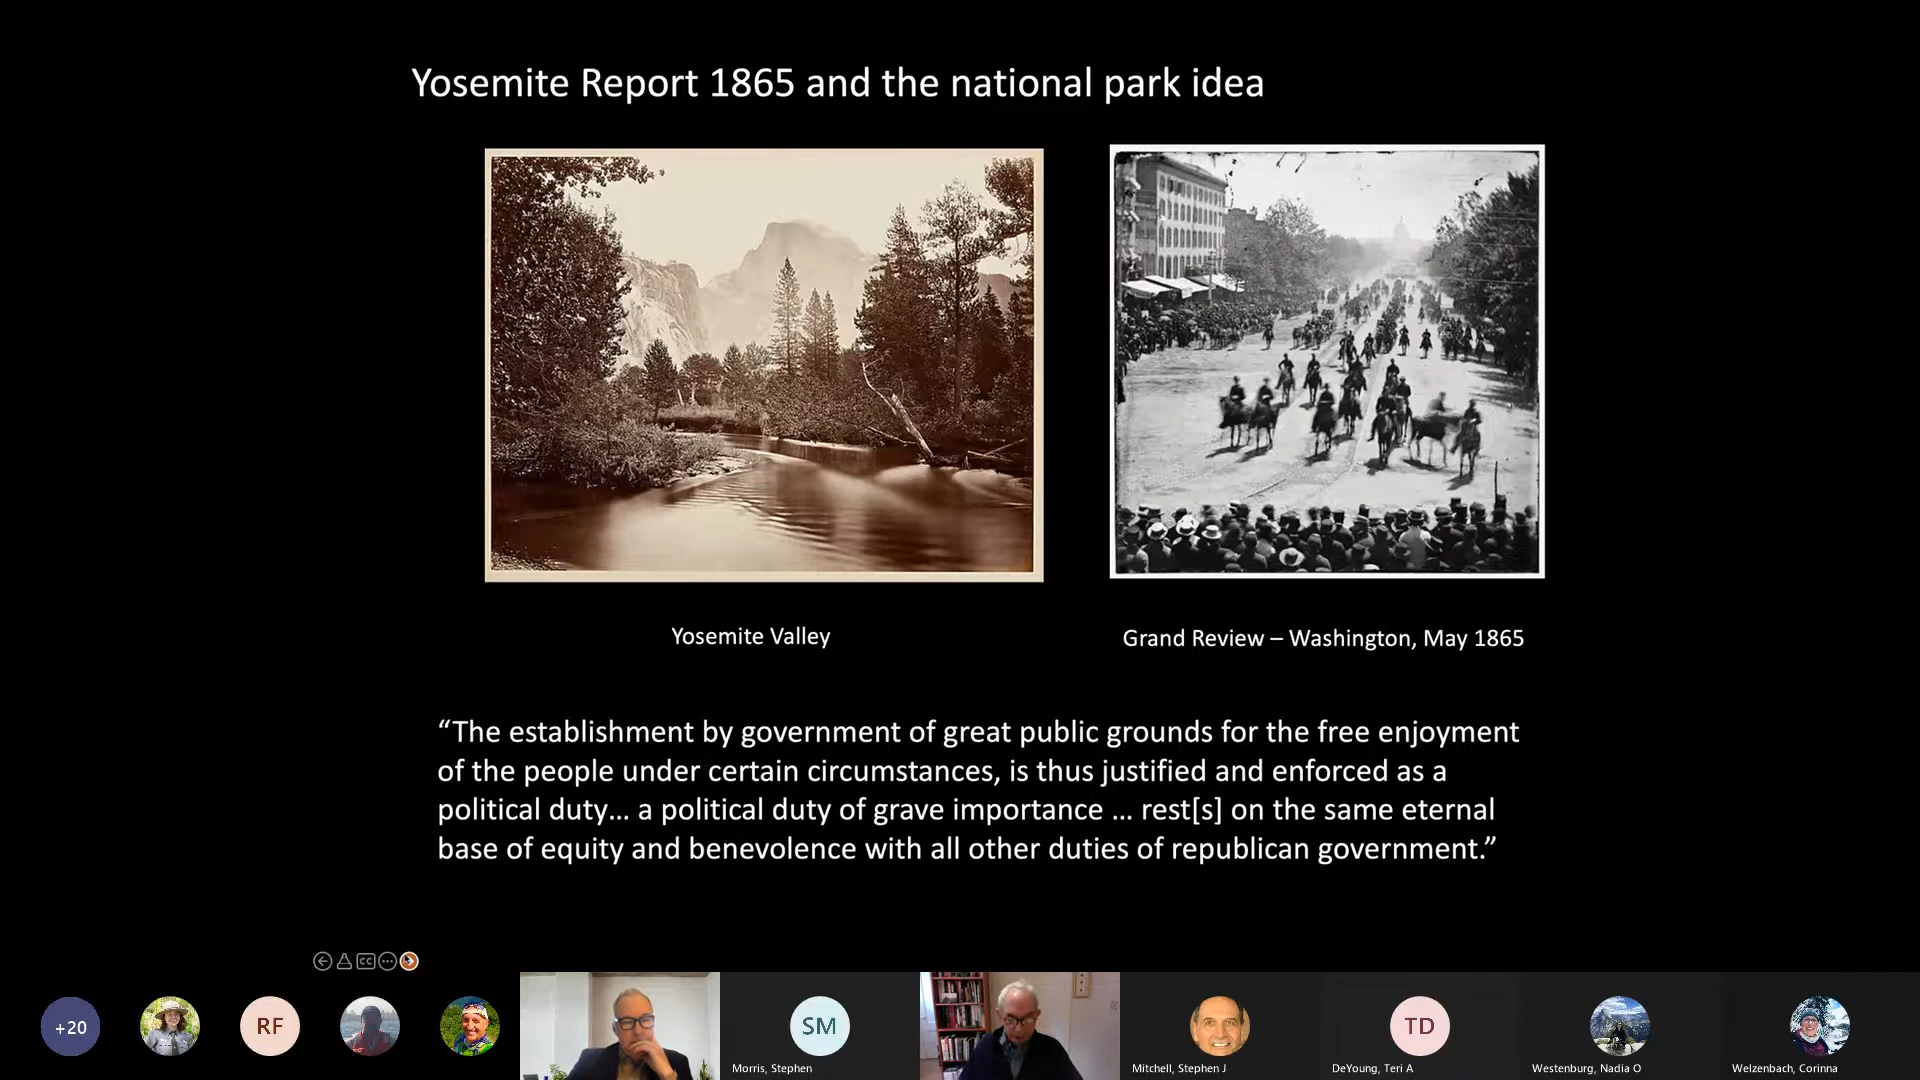 Yosemite Report 1865 and the national park idea
Yosemite Valley
Grand Review – Washington, May 1865
“The establishment by government of great public grounds for the free enjoyment
of the people under certain circumstances, is thus justified and enforced as a
political duty... a political duty of grave importance ... rest[s] on the same eternal
base of equity and benevolence with all other duties of republican government.”
CC
+20
RF
SM
TD
Morris, Stephen
Mitchell, Stephen J
DeYoung, Teri A
Westenburg, Nadia O
Welzenbach, Corinna